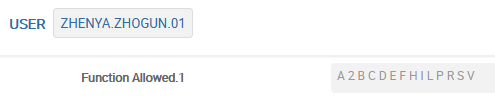 USER ZHENYA.ZHOGUN.01
Function Allowed.1 A 2 B C D E F H I L P R S V